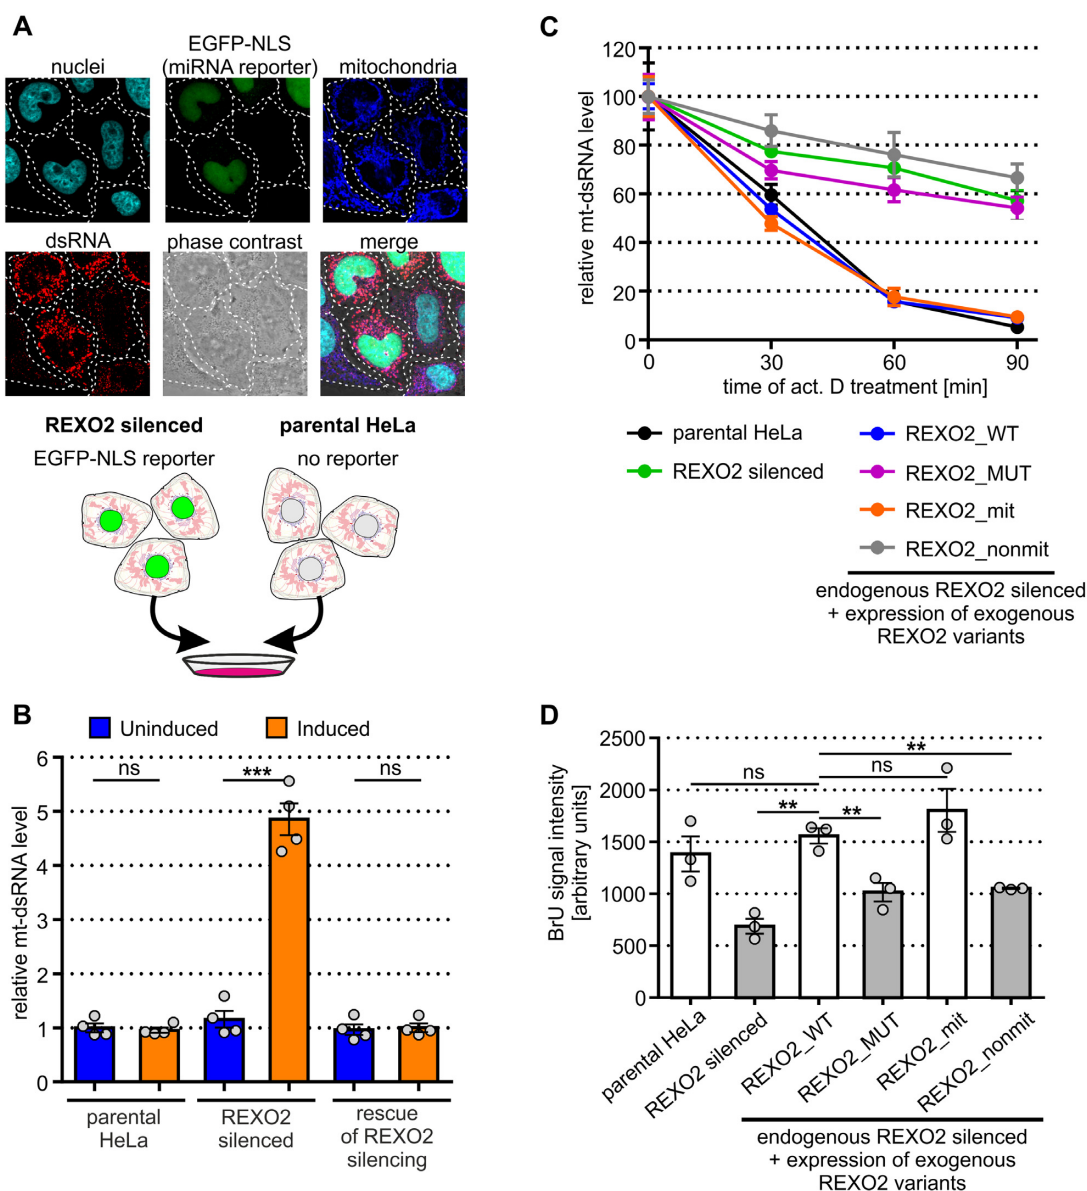 A
nuclei
EGFP-NLS
(miRNA reporter)
mitochondria
dsRNA
phase contrast
merge
REXO2 silenced
EGFP-NLS reporter
parental HeLa
no reporter
B
Uninduced
Induced
relative mt-dsRNA level
6
5
4
3
2
1
0
ns
***
ns
parental
HeLa
REXO2
silenced
rescue
of REXO2
silencing
C
relative mt-dsRNA level
120
100
80
60
40
20
0
0
30
60
90
time of act. D treatment [min]
parental HeLa
REXO2 silenced
REXO2_WT
REXO2_MUT
REXO2_mit
REXO2_nonmit
endogenous REXO2 silenced
+ expression of exogenous
REXO2 variants
D
BrU signal intensity
[arbitrary units]
2500
2000
1500
1000
500
0
**
ns
ns
**
**
parental HeLa
REXO2 silenced
REXO2_WT
REXO2_MUT
REXO2_mit
REXO2_nonmit
endogenous REXO2 silenced
+ expression of exogenous
REXO2 variants